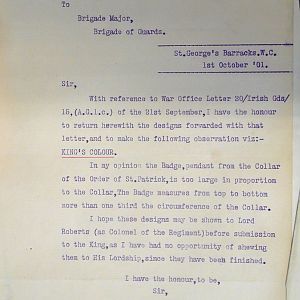 To
Brigade Major,
Brigade of Guards.
St.George's Barracks.W.C.
1st October '01.
Sir,
With reference to War Office Letter 20/Irish Gds/
15,(A.G.1c.) of the 21st September,I have the honour
to return herewith the designs forwarded with that
letter,and to make the following observation viz:-
KING'S COLOUR.
In my opinion the Badge,pendant from the Collar
of the Order of St.Patrick,is too large in proportion
to the Collar,The Badge measures from top to bottom
more than one third the circumference of the Collar.
I hope these designs may be shown to Lord
Roberts (as Colonel of the Regiment)before submission
to the King,as I have had no opportunity of shewing
them to His Lordship,since they have been finished.
I have the honour,to be,
Sir,